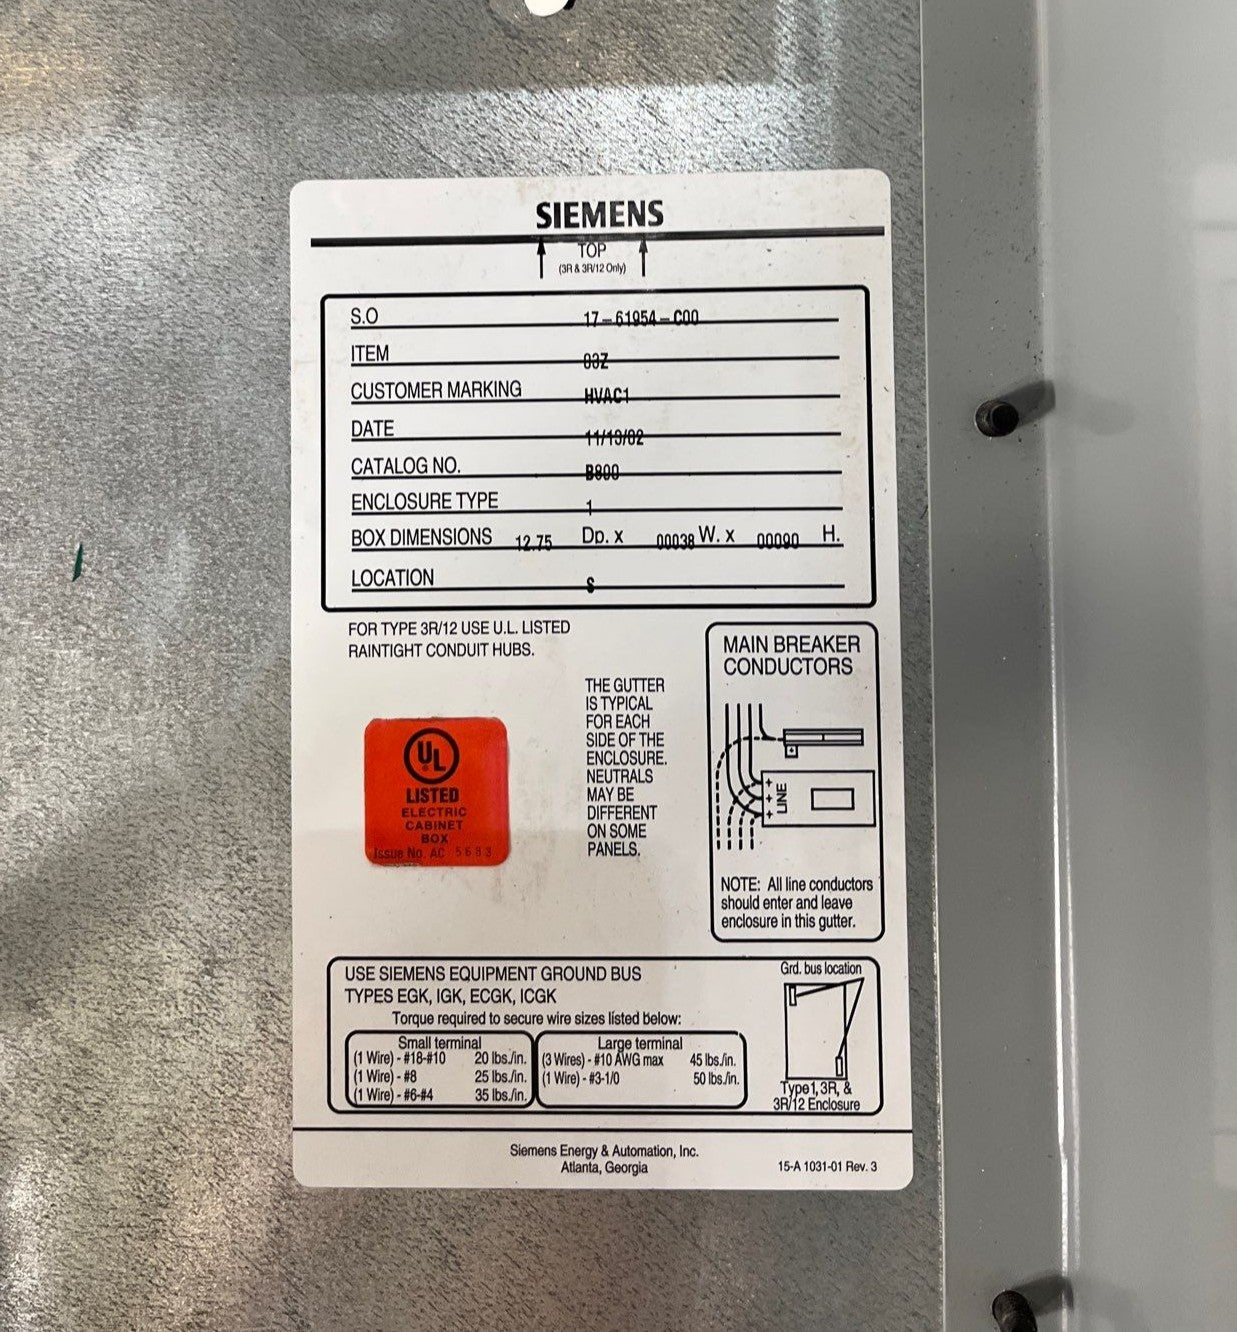 SIEMENS
TOP
(3R & 3R/12 Only)
S.O 17-61954-C00
ITEM 03Z
CUSTOMER MARKING HVAC1
DATE 11/13/02
CATALOG NO. B800
ENCLOSURE TYPE 1
BOX DIMENSIONS 12.75 Dp. x 00038 W. x 00090 H.
LOCATION S
FOR TYPE 3R/12 USE U.L. LISTED
RAINTIGHT CONDUIT HUBS.
UL
LISTED
ELECTRIC
CABINET
BOX
Issue No. AC 5693
THE GUTTER
IS TYPICAL
FOR EACH
SIDE OF THE
ENCLOSURE.
NEUTRALS
MAY BE
DIFFERENT
ON SOME
PANELS.
MAIN BREAKER
CONDUCTORS
LINE
NOTE: All line conductors
should enter and leave
enclosure in this gutter.
USE SIEMENS EQUIPMENT GROUND BUS
TYPES EGK, IGK, ECGK, ICGK
Torque required to secure wire sizes listed below:
Small terminal
(1 Wire) - #18-#10 20 lbs./in.
(1 Wire) - #8 25 lbs./in.
(1 Wire) - #6-#4 35 lbs./in.
Large terminal
(3 Wires) - #10 AWG max 45 lbs./in.
(1 Wire) - #3-1/0 50 lbs./in.
Grd. bus location
Type 1, 3R, &
3R/12 Enclosure
Siemens Energy & Automation, Inc.
Atlanta, Georgia
15-A 1031-01 Rev. 3